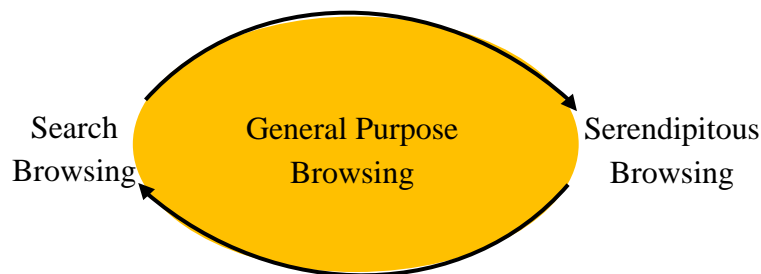 Search
Browsing
General Purpose
Browsing
Serendipitous
Browsing